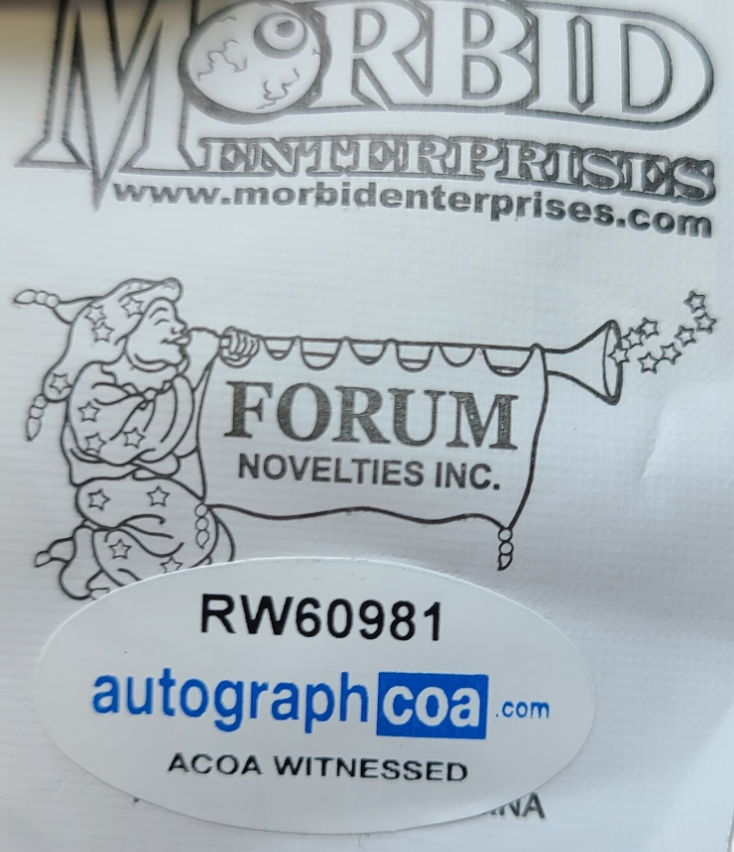 MORBID
ENTERPRISES
www.morbidenterprises.com
FORUM
NOVELTIES INC.
RW60981
autographcoa.com
ACOA WITNESSED